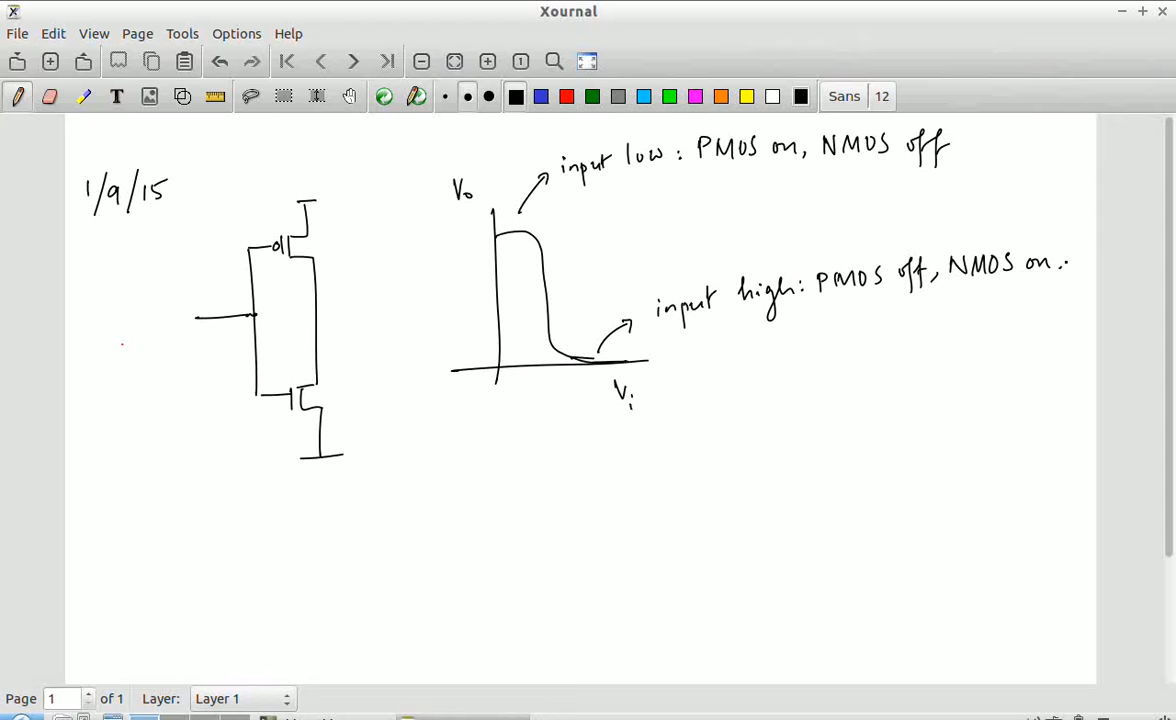 Xournal
File Edit View Page Tools Options Help
Sans 12
1/9/15
input low: PMOS on, NMOS off
Vo
input high: PMOS off, NMOS on.
Vi
Page 1 of 1 Layer: Layer 1